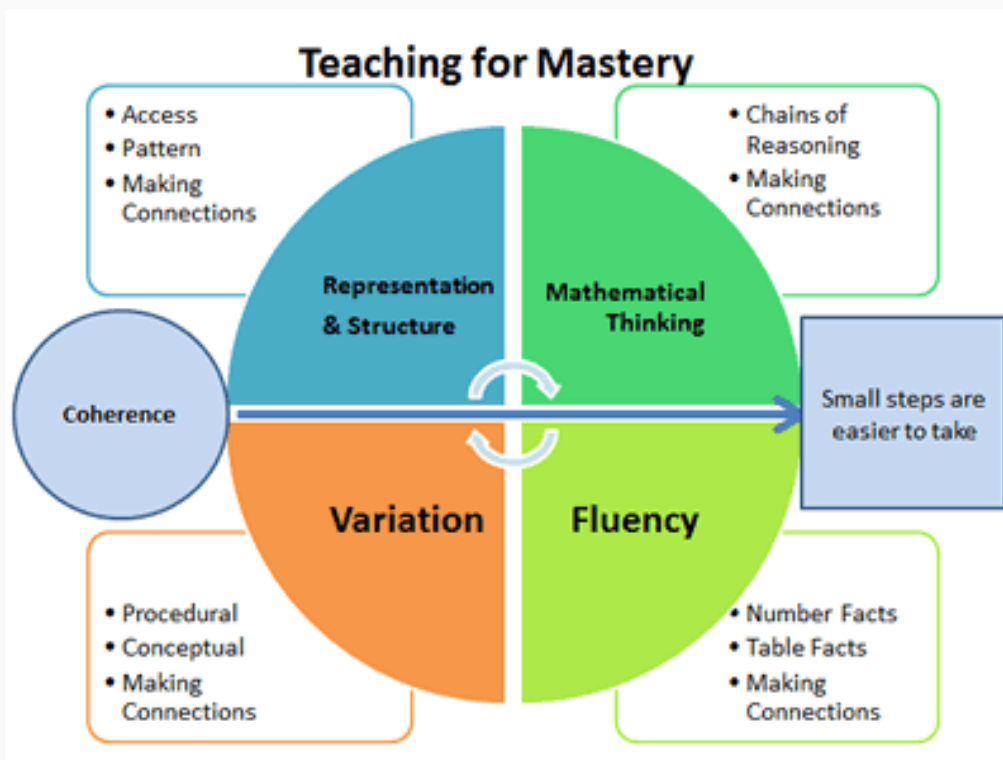 Teaching for Mastery
• Access
• Pattern
• Making
Connections
• Chains of
Reasoning
• Making
Connections
Representation
& Structure
Mathematical
Thinking
Coherence
Small steps are
easier to take
Variation
Fluency
• Procedural
• Conceptual
• Making
Connections
• Number Facts
• Table Facts
• Making
Connections